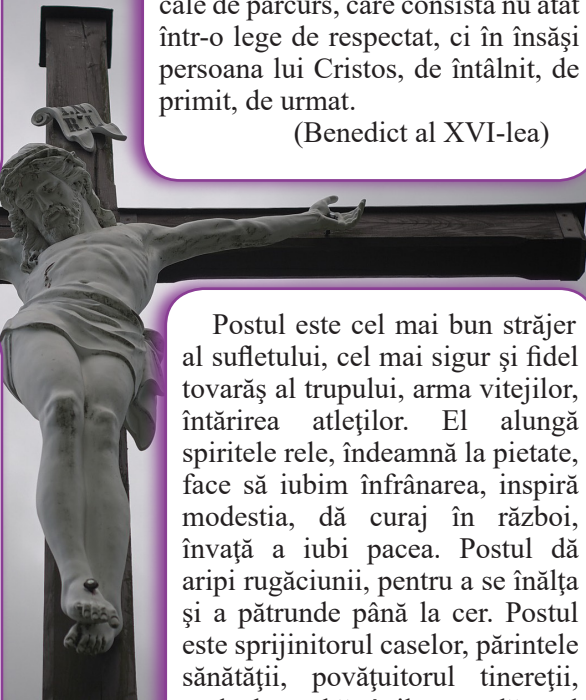 cale de parcurs, care consistă nu atât
într-o lege de respectat, ci în însăşi
persoana lui Cristos, de întâlnit, de
primit, de urmat.
(Benedict al XVI-lea)
Postul este cel mai bun străjer
al sufletului, cel mai sigur şi fidel
tovarăş al trupului, arma vitejilor,
întărirea atleţilor. El alungă
spiritele rele, îndeamnă la pietate,
face să iubim înfrânarea, inspiră
modestia, dă curaj în război,
învaţă a iubi pacea. Postul dă
aripi rugăciunii, pentru a se înălţa
şi a pătrunde până la cer. Postul
este sprijinitorul caselor, părintele
sănătăţii, povăţuitorul tinereţii,